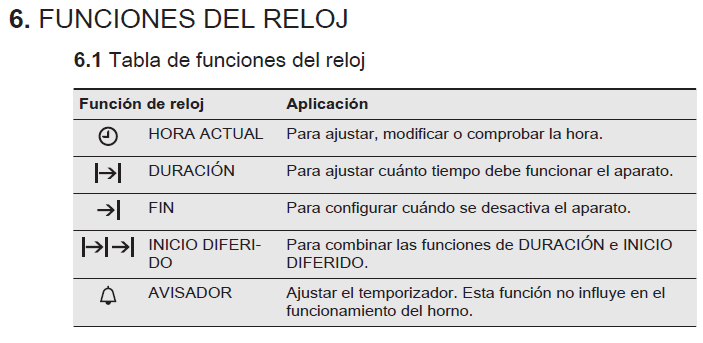 6. FUNCIONES DEL RELOJ
6.1 Tabla de funciones del reloj
Función de reloj Aplicación
HORA ACTUAL Para ajustar, modificar o comprobar la hora.
DURACIÓN Para ajustar cuánto tiempo debe funcionar el aparato.
FIN Para configurar cuándo se desactiva el aparato.
INICIO DIFERI- Para combinar las funciones de DURACIÓN e INICIO
DO DIFERIDO.
AVISADOR Ajustar el temporizador. Esta función no influye en el
funcionamiento del horno.